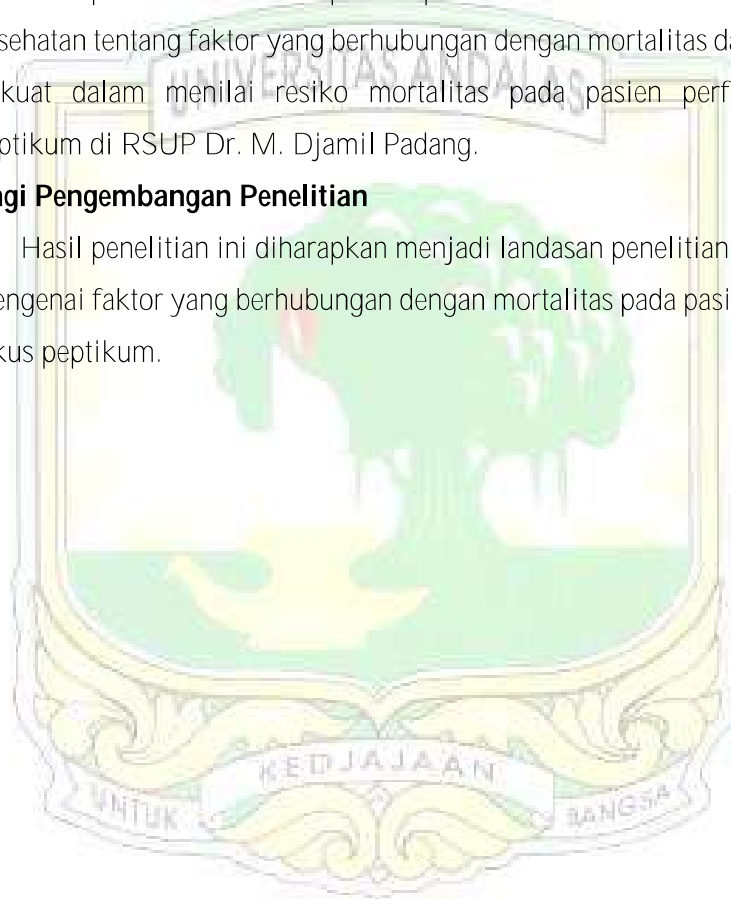 sehatan tentang faktor yang berhubungan dengan mortalitas da
kuat dalam menilai resiko mortalitas pada pasien perf
ptikum di RSUP Dr. M. Djamil Padang.
gi Pengembangan Penelitian
Hasil penelitian ini diharapkan menjadi landasan penelitian
engenai faktor yang berhubungan dengan mortalitas pada pasi
kus peptikum.
UNIVERSITAS ANDALAS
UNTUK KEDJAJAAN BANGSA